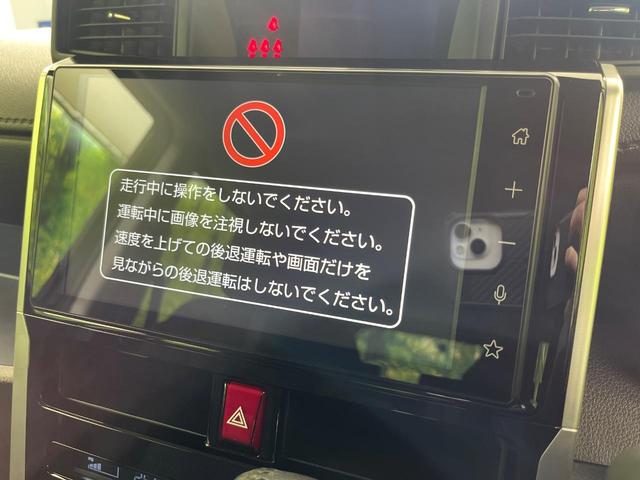 走行中に操作をしないでください。
運転中に画像を注視しないでください。
速度を上げての後退運転や画面だけを
見ながらの後退運転はしないでください。